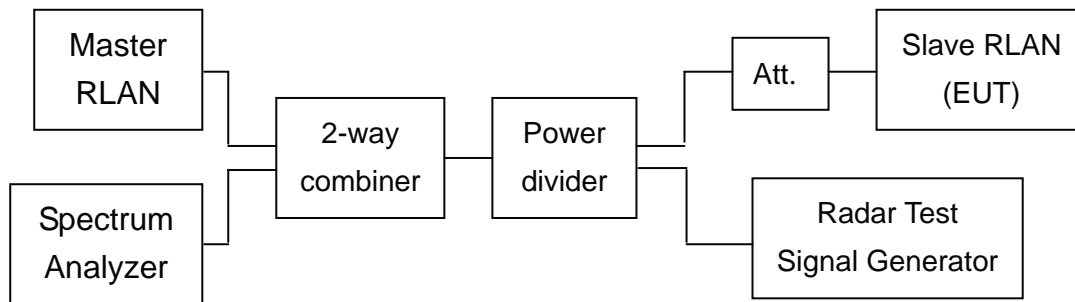 Master
RLAN
Spectrum
Analyzer
2-way
combiner
Power
divider
Att.
Slave RLAN
(EUT)
Radar Test
Signal Generator